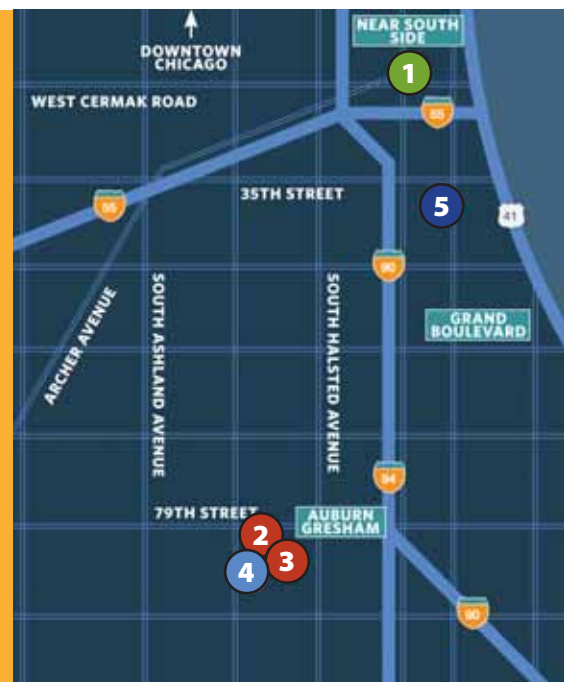 NEAR SOUTH
SIDE
DOWNTOWN
CHICAGO
1
WEST CERMAK ROAD
55
35TH STREET
55
5
41
90
SOUTH ASHLAND AVENUE
SOUTH HALSTED AVENUE
ARCHER AVENUE
GRAND
BOULEVARD
94
79TH STREET
AUBURN
GRESHAM
2
3
4
90